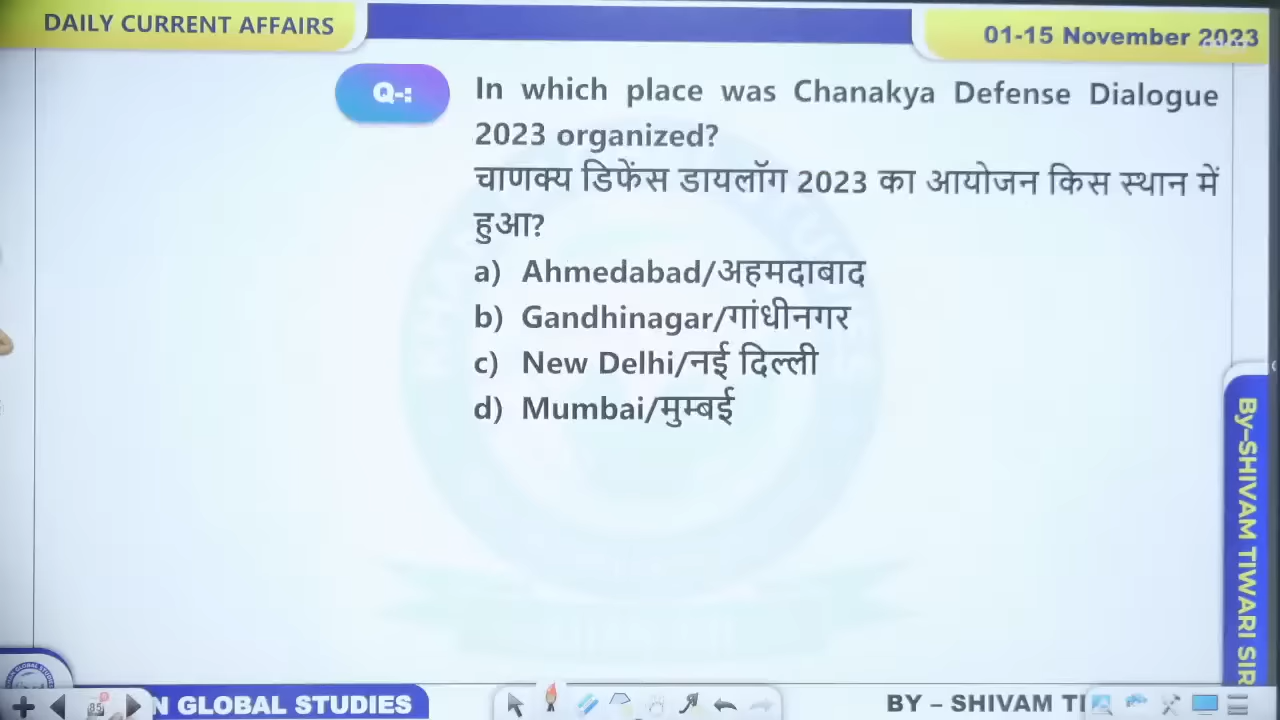 DAILY CURRENT AFFAIRS
01-15 November 2023
Q-:
In which place was Chanakya Defense Dialogue
2023 organized?
चाणक्य डिफेंस डायलॉग 2023 का आयोजन किस स्थान में
हुआ?
a) Ahmedabad/अहमदाबाद
b) Gandhinagar/गांधीनगर
c) New Delhi/नई दिल्ली
d) Mumbai/मुम्बई
By–SHIVAM TIWARI SIR
N GLOBAL STUDIES
BY – SHIVAM TI